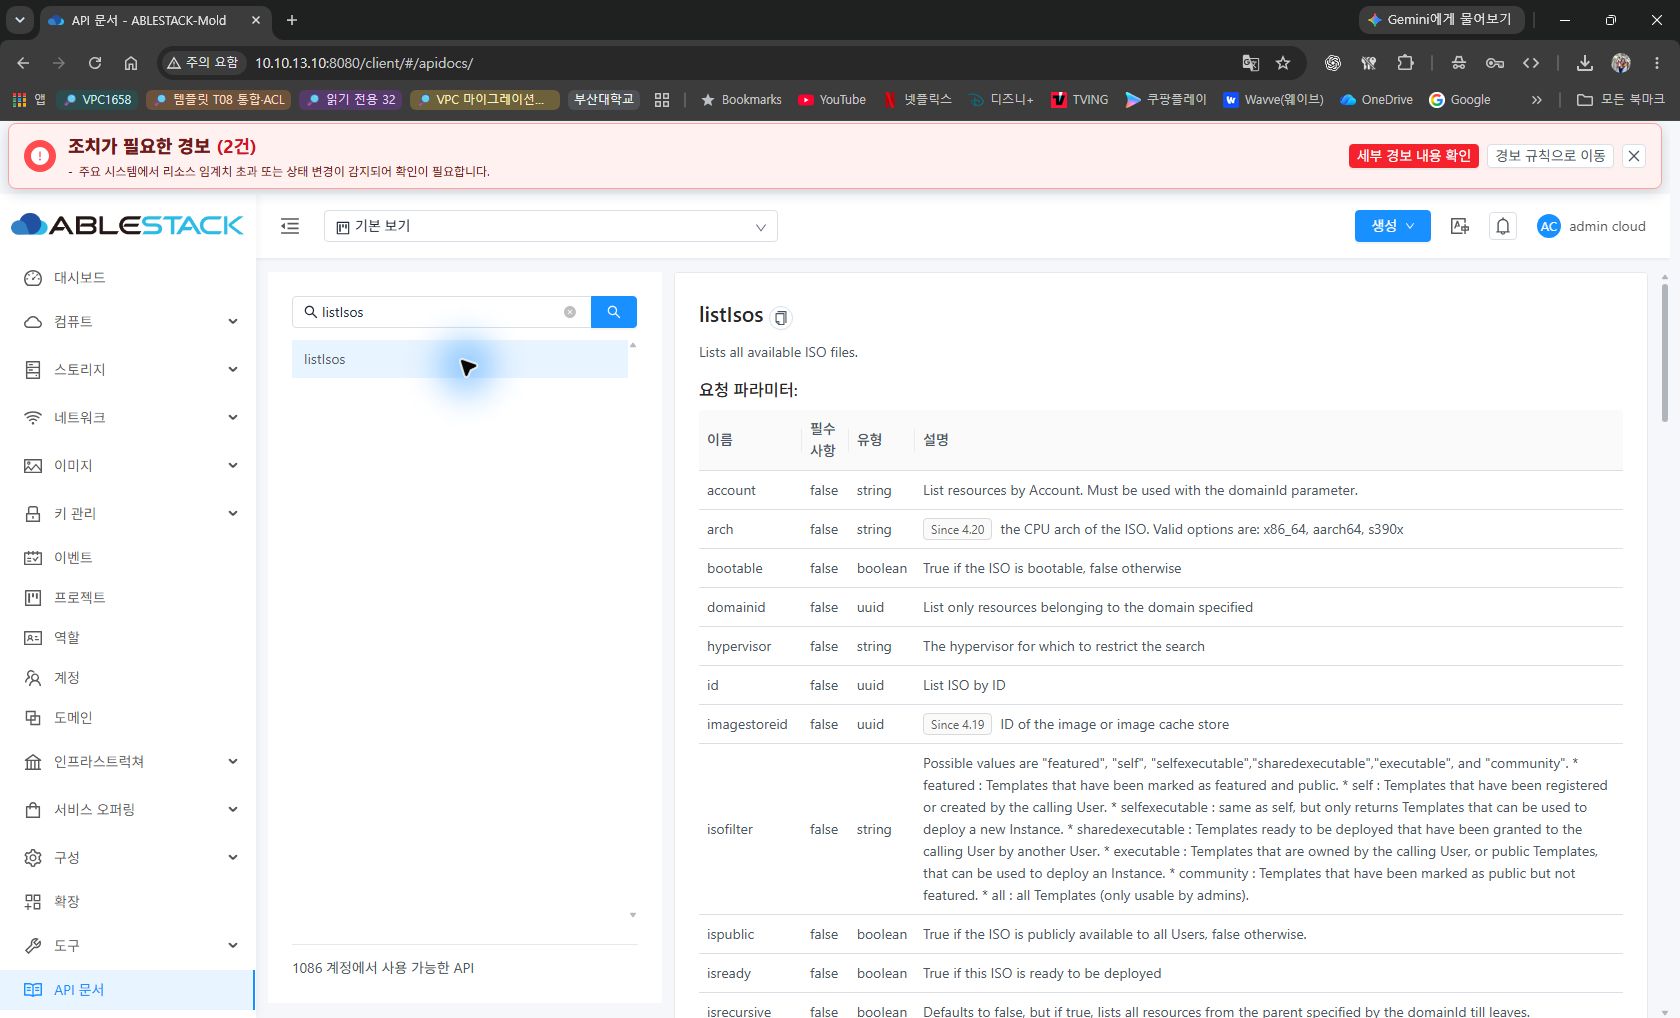 API 문서 - ABLESTACK-Mold
Gemini에게 물어보기
주의 요함
10.10.13.10:8080/client/#/apidocs/
앱
VPC1658
템플릿 T08 통합·ACL
읽기 전용 32
VPC 마이그레이션...
부산대학교
Bookmarks
YouTube
넷플릭스
디즈니+
TVING
쿠팡플레이
Wavve(웨이브)
OneDrive
Google
모든 북마크
조치가 필요한 경보 (2건)
- 주요 시스템에서 리소스 임계치 초과 또는 상태 변경이 감지되어 확인이 필요합니다.
세부 경보 내용 확인
경보 규칙으로 이동
ABLESTACK
기본 보기
생성
AC
admin cloud
대시보드
컴퓨트
스토리지
네트워크
이미지
키 관리
이벤트
프로젝트
역할
계정
도메인
인프라스트럭쳐
서비스 오퍼링
구성
확장
도구
API 문서
listIsos
listIsos
1086 계정에서 사용 가능한 API
listIsos
Lists all available ISO files.
요청 파라미터:
이름 필수 사항 유형 설명
account false string List resources by Account. Must be used with the domainId parameter.
arch false string Since 4.20 the CPU arch of the ISO. Valid options are: x86_64, aarch64, s390x
bootable false boolean True if the ISO is bootable, false otherwise
domainid false uuid List only resources belonging to the domain specified
hypervisor false string The hypervisor for which to restrict the search
id false uuid List ISO by ID
imagestoreid false uuid Since 4.19 ID of the image or image cache store
isofilter false string Possible values are "featured", "self", "selfexecutable","sharedexecutable","executable", and "community". *
featured : Templates that have been marked as featured and public. * self : Templates that have been registered
or created by the calling User. * selfexecutable : same as self, but only returns Templates that can be used to
deploy a new Instance. * sharedexecutable : Templates ready to be deployed that have been granted to the
calling User by another User. * executable : Templates that are owned by the calling User, or public Templates,
that can be used to deploy an Instance. * community : Templates that have been marked as public but not
featured. * all : all Templates (only usable by admins).
ispublic false boolean True if the ISO is publicly available to all Users, false otherwise.
isready false boolean True if this ISO is ready to be deployed
isrecursive false boolean Defaults to false, but if true, lists all resources from the parent specified by the domainId till leaves.